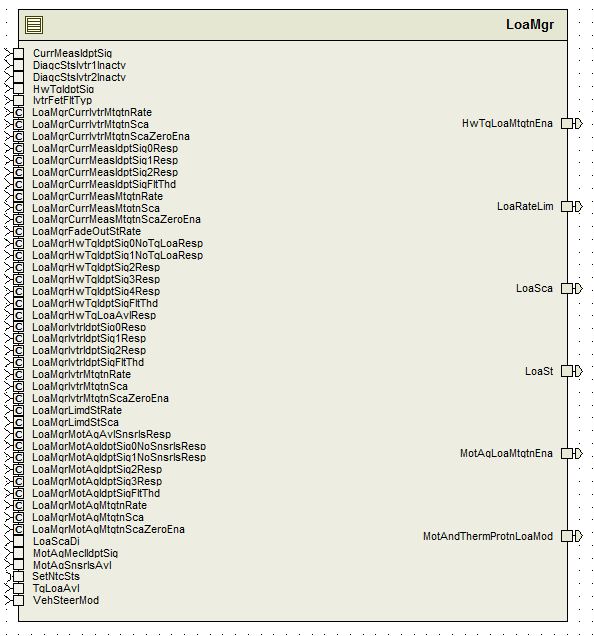 LoaMgr
CurrMeasIdptSig
DiagcStsIvtr1Inactv
DiagcStsIvtr2Inactv
HwTqIdptSig
IvtrFetFltTyp
LoaMgrCurrIvtrMtgtnRate
LoaMgrCurrIvtrMtgtnSca
LoaMgrCurrIvtrMtgtnScaZeroEna
LoaMgrCurrMeasIdptSig0Resp
LoaMgrCurrMeasIdptSig1Resp
LoaMgrCurrMeasIdptSig2Resp
LoaMgrCurrMeasIdptSigFltThd
LoaMgrCurrMeasMtgtnRate
LoaMgrCurrMeasMtgtnSca
LoaMgrCurrMeasMtgtnScaZeroEna
LoaMgrFadeOutStRate
LoaMgrHwTqIdptSig0NoTqLoaResp
LoaMgrHwTqIdptSig1NoTqLoaResp
LoaMgrHwTqIdptSig2Resp
LoaMgrHwTqIdptSig3Resp
LoaMgrHwTqIdptSig4Resp
LoaMgrHwTqIdptSigFltThd
LoaMgrHwTqLoaAvlResp
LoaMgrIvtrIdptSig0Resp
LoaMgrIvtrIdptSig1Resp
LoaMgrIvtrIdptSig2Resp
LoaMgrIvtrIdptSigFltThd
LoaMgrIvtrMtgtnRate
LoaMgrIvtrMtgtnSca
LoaMgrIvtrMtgtnScaZeroEna
LoaMgrLimdStRate
LoaMgrLimdStSca
LoaMgrMotAgAvlSnsrlsResp
LoaMgrMotAgIdptSig0NoSnsrlsResp
LoaMgrMotAgIdptSig1NoSnsrlsResp
LoaMgrMotAgIdptSig2Resp
LoaMgrMotAgIdptSig3Resp
LoaMgrMotAgIdptSigFltThd
LoaMgrMotAgMtgtnRate
LoaMgrMotAgMtgtnSca
LoaMgrMotAgMtgtnScaZeroEna
LoaScaDi
MotAgMeclIdptSig
MotAgSnsrlsAvl
SetNtcSts
TqLoaAvl
VehSteerMod
HwTqLoaMtgtnEna
LoaRateLim
LoaSca
LoaSt
MotAgLoaMtgtnEna
MotAndThermProtnLoaMod